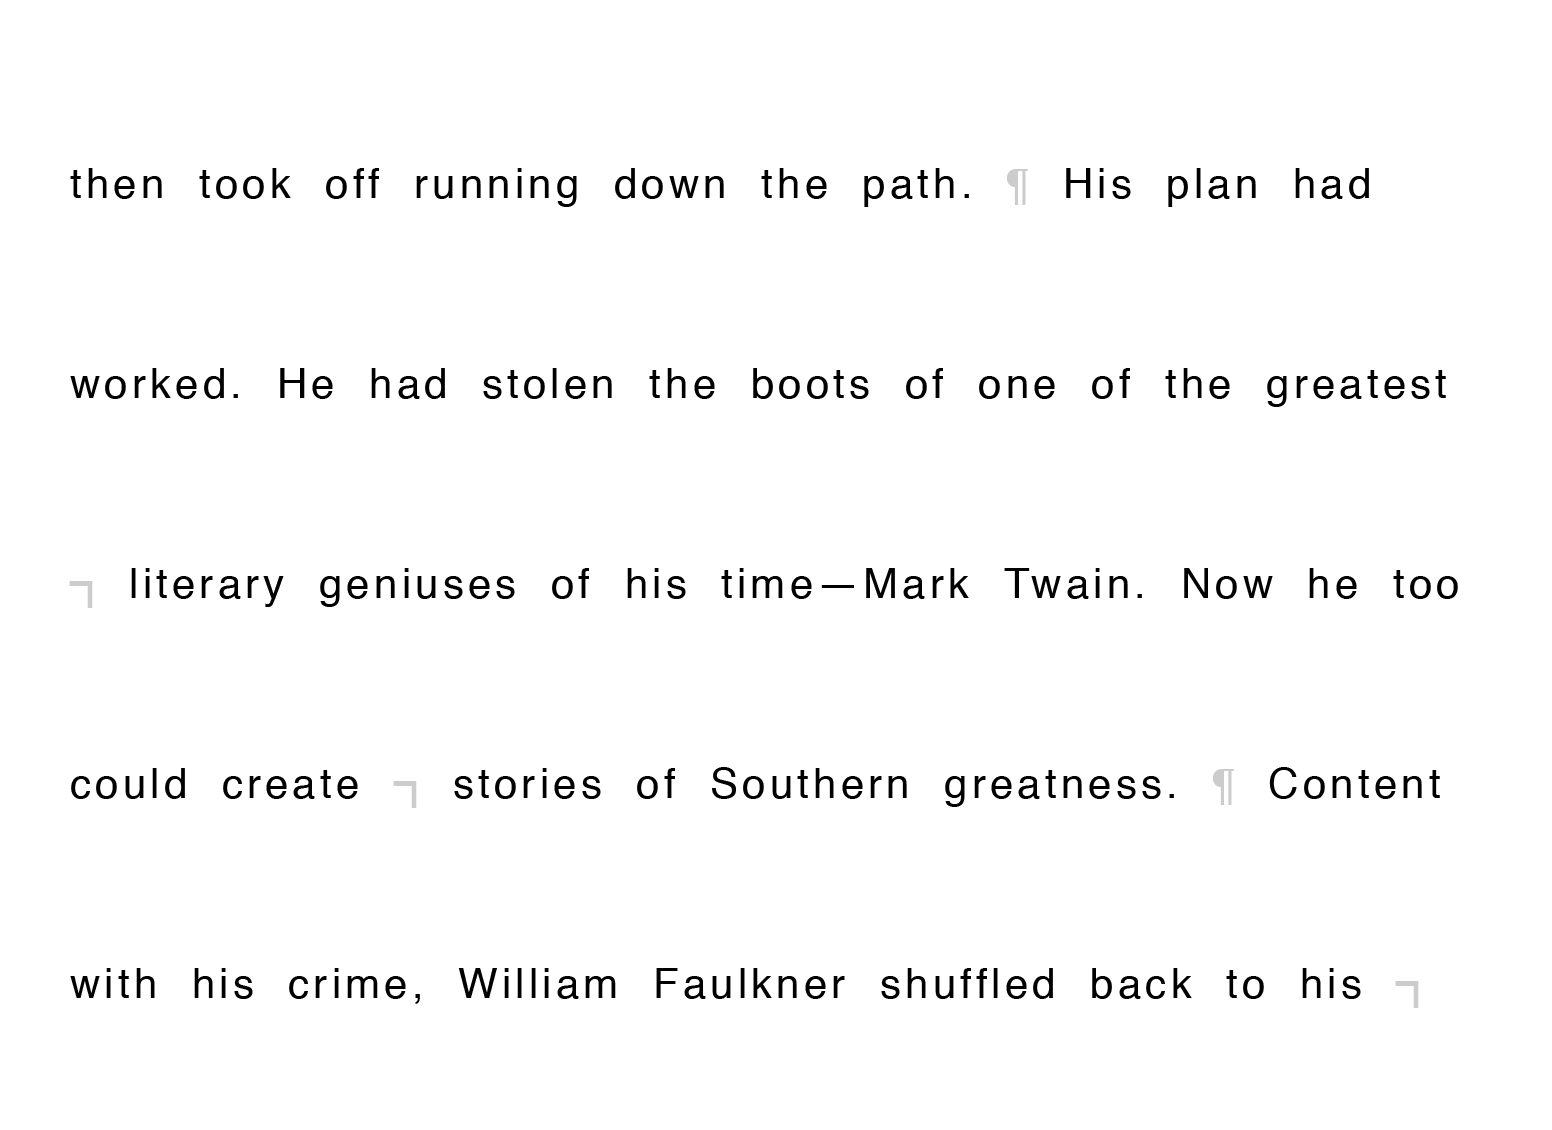 then took off running down the path. ¶ His plan had
worked. He had stolen the boots of one of the greatest
¬ literary geniuses of his time—Mark Twain. Now he too
could create ¬ stories of Southern greatness. ¶ Content
with his crime, William Faulkner shuffled back to his ¬